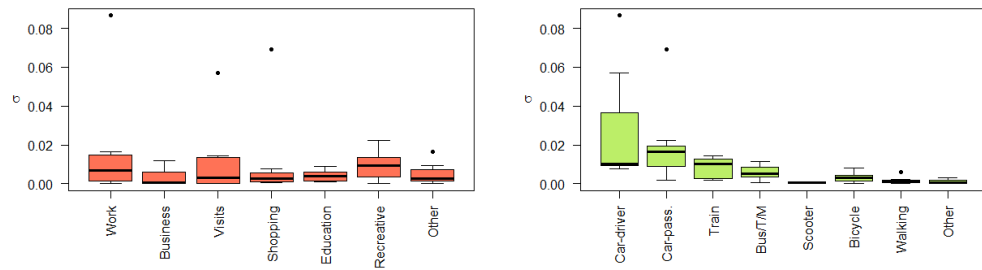 0.08
0.06
0.04
0.02
0.00
σ
Work
Business
Visits
Shopping
Education
Recreative
Other
0.08
0.06
0.04
0.02
0.00
σ
Car-driver
Car-pass.
Train
Bus/T/M
Scooter
Bicycle
Walking
Other